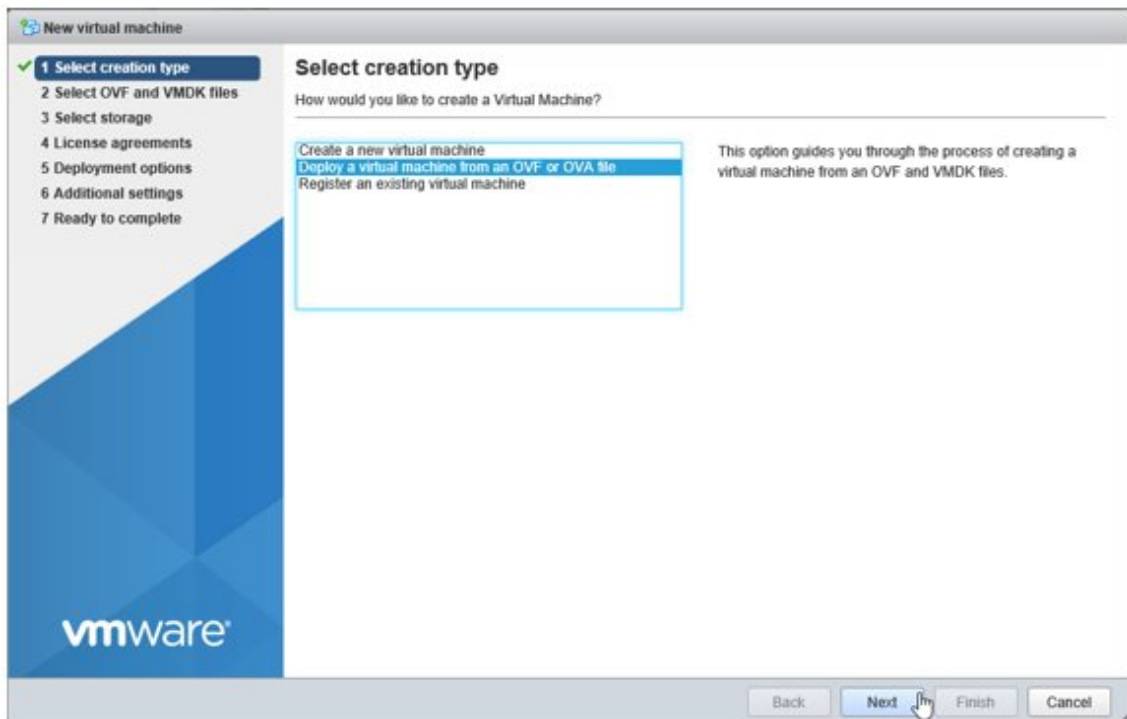 New virtual machine
1 Select creation type
2 Select OVF and VMDK files
3 Select storage
4 License agreements
5 Deployment options
6 Additional settings
7 Ready to complete
vmware®
Select creation type
How would you like to create a Virtual Machine?
Create a new virtual machine
Deploy a virtual machine from an OVF or OVA file
Register an existing virtual machine
This option guides you through the process of creating a
virtual machine from an OVF and VMDK files.
Back
Next
Finish
Cancel